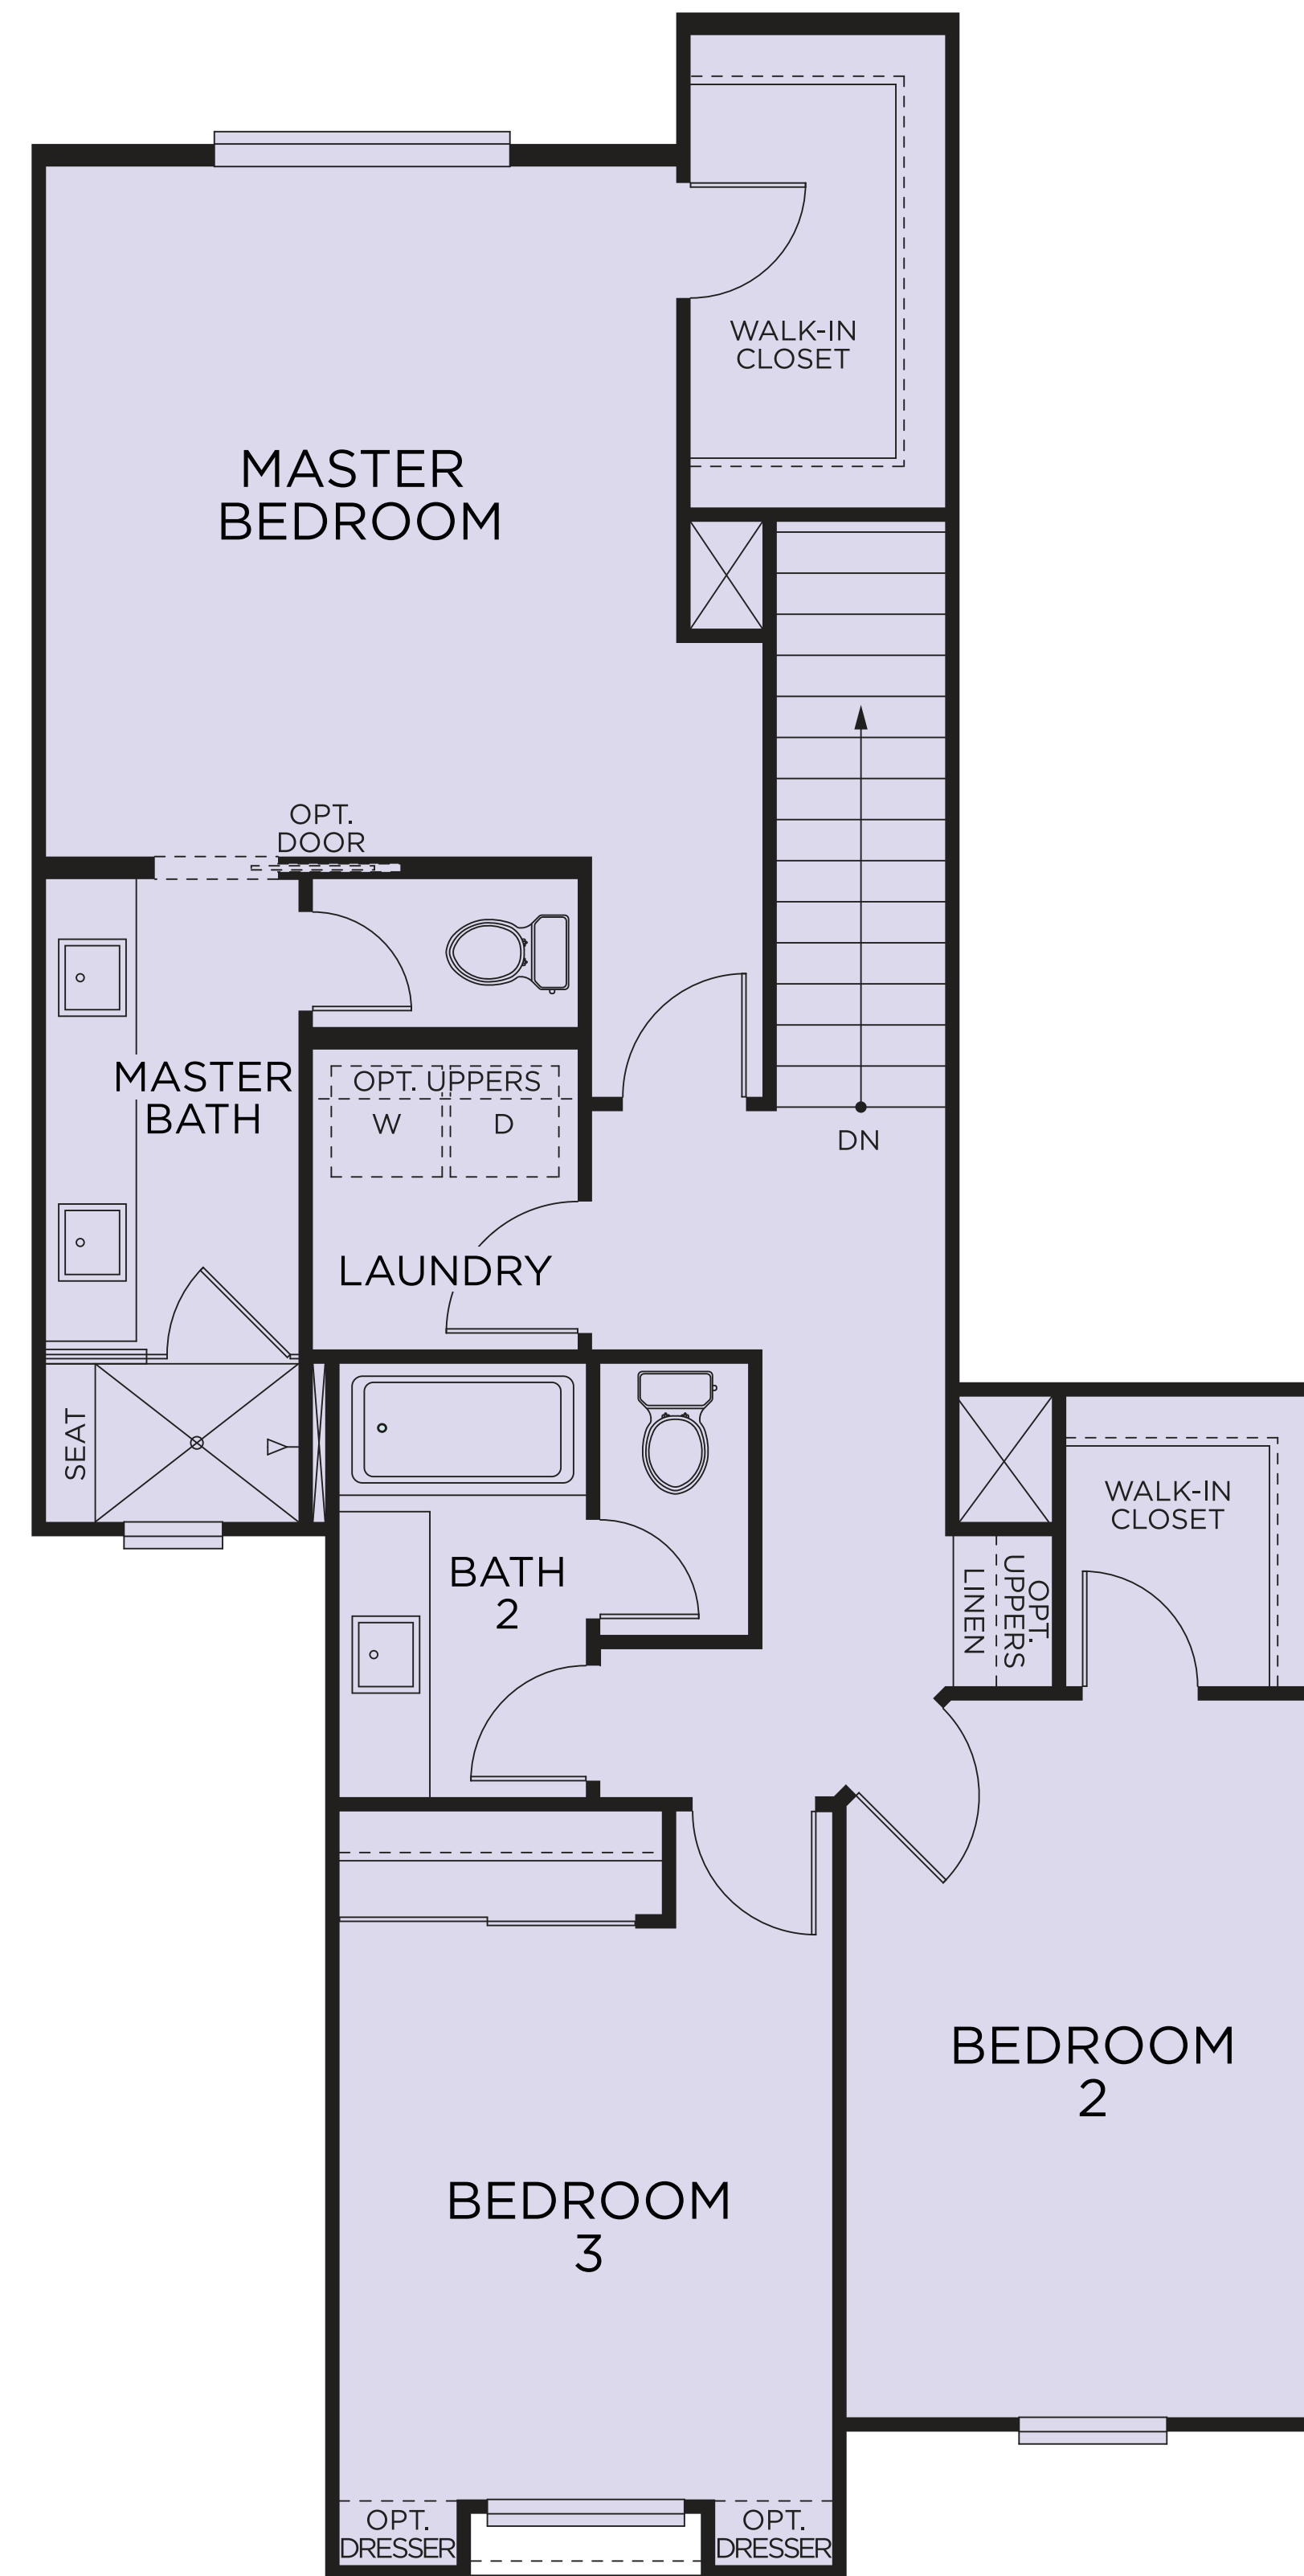 WALK-IN
CLOSET
MASTER
BEDROOM
OPT.
DOOR
MASTER
BATH
OPT. UPPERS
W
D
DN
LAUNDRY
SEAT
WALK-IN
CLOSET
BATH
2
OPT.
UPPERS
LINEN
BEDROOM
2
BEDROOM
3
OPT.
DRESSER
OPT.
DRESSER